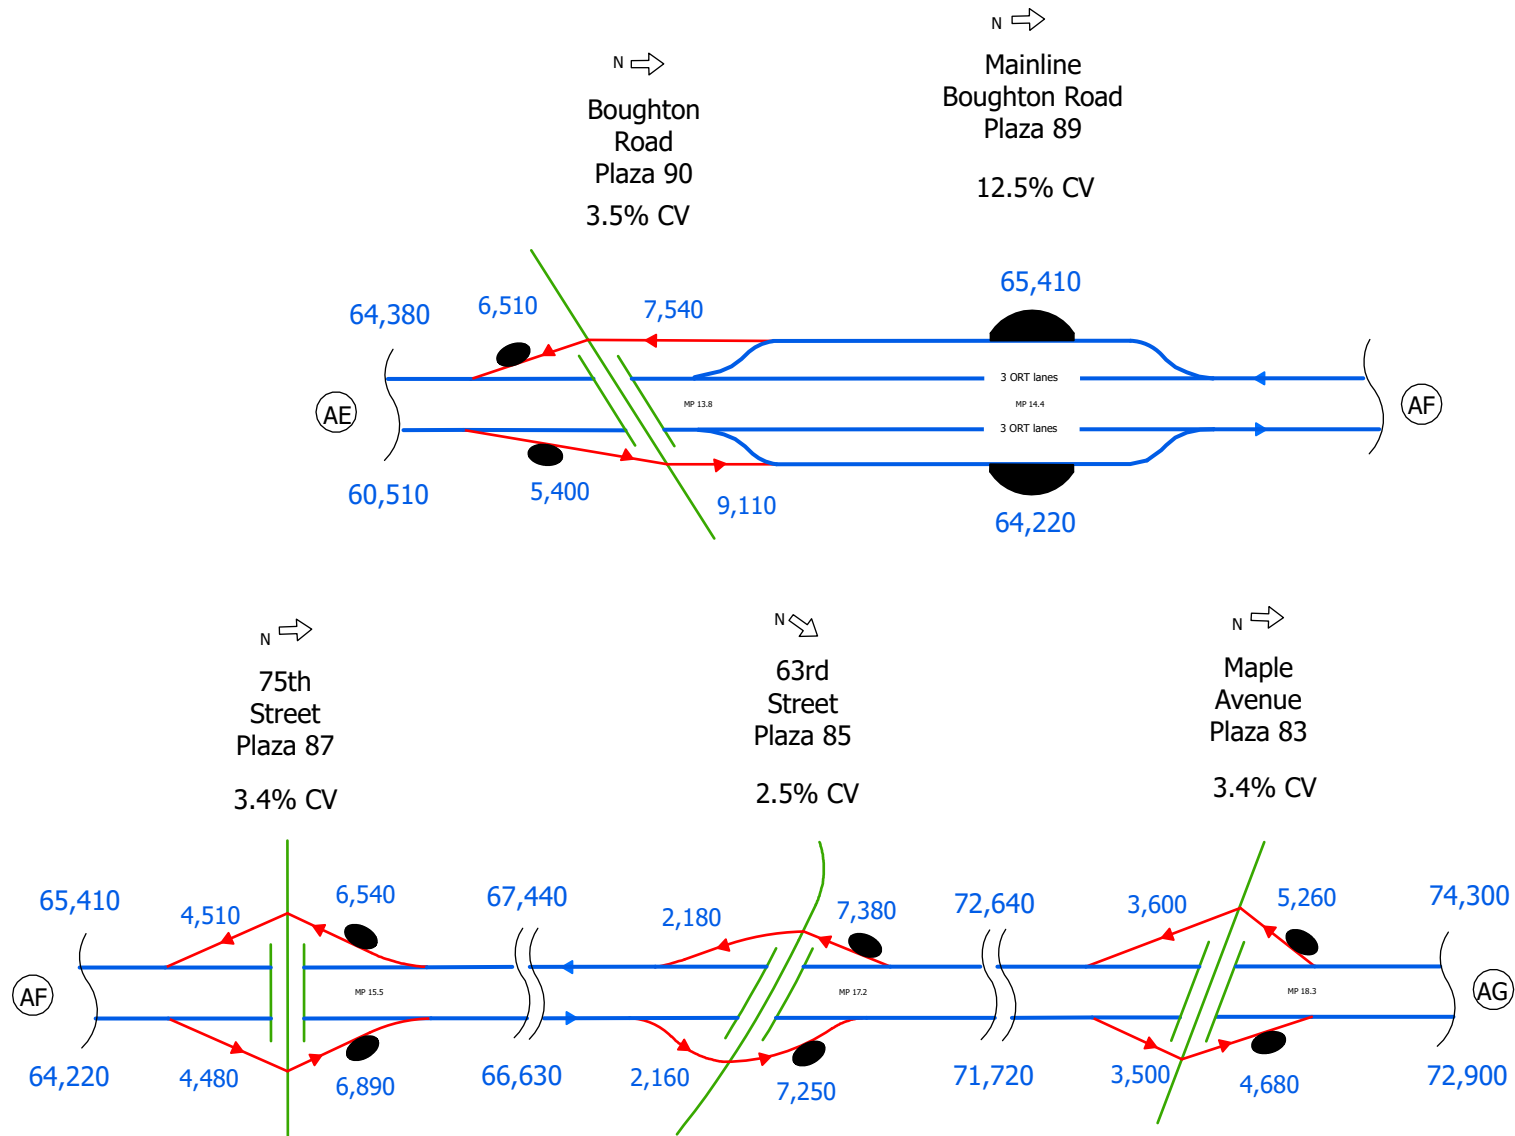 N
Mainline
Boughton Road
Plaza 89
12.5% CV
N
Boughton
Road
Plaza 90
3.5% CV
64,380
6,510
7,540
65,410
3 ORT lanes
AE
MP 13.8
MP 14.4
AF
3 ORT lanes
60,510
5,400
9,110
64,220
N
75th
Street
Plaza 87
3.4% CV
N
63rd
Street
Plaza 85
2.5% CV
N
Maple
Avenue
Plaza 83
3.4% CV
65,410
4,510
6,540
67,440
2,180
7,380
72,640
3,600
5,260
74,300
AF
MP 15.5
MP 17.2
MP 18.3
AG
64,220
4,480
6,890
66,630
2,160
7,250
71,720
3,500
4,680
72,900